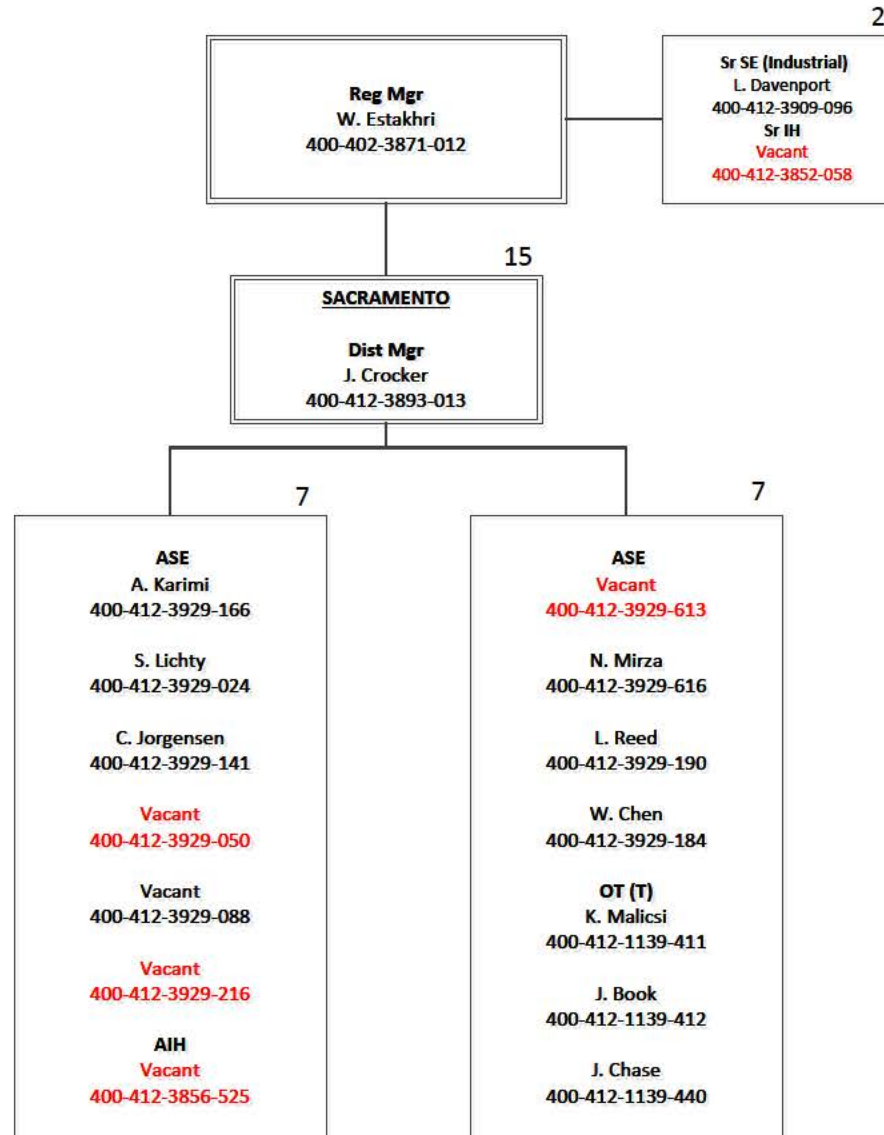 2
Reg Mgr
W. Estakhri
400-402-3871-012
Sr SE (Industrial)
L. Davenport
400-412-3909-096
Sr IH
Vacant
400-412-3852-058
15
SACRAMENTO
Dist Mgr
J. Crocker
400-412-3893-013
7
ASE
A. Karimi
400-412-3929-166
S. Lichty
400-412-3929-024
C. Jorgensen
400-412-3929-141
Vacant
400-412-3929-050
Vacant
400-412-3929-088
Vacant
400-412-3929-216
AIH
Vacant
400-412-3856-525
7
ASE
Vacant
400-412-3929-613
N. Mirza
400-412-3929-616
L. Reed
400-412-3929-190
W. Chen
400-412-3929-184
OT (T)
K. Malicsi
400-412-1139-411
J. Book
400-412-1139-412
J. Chase
400-412-1139-440